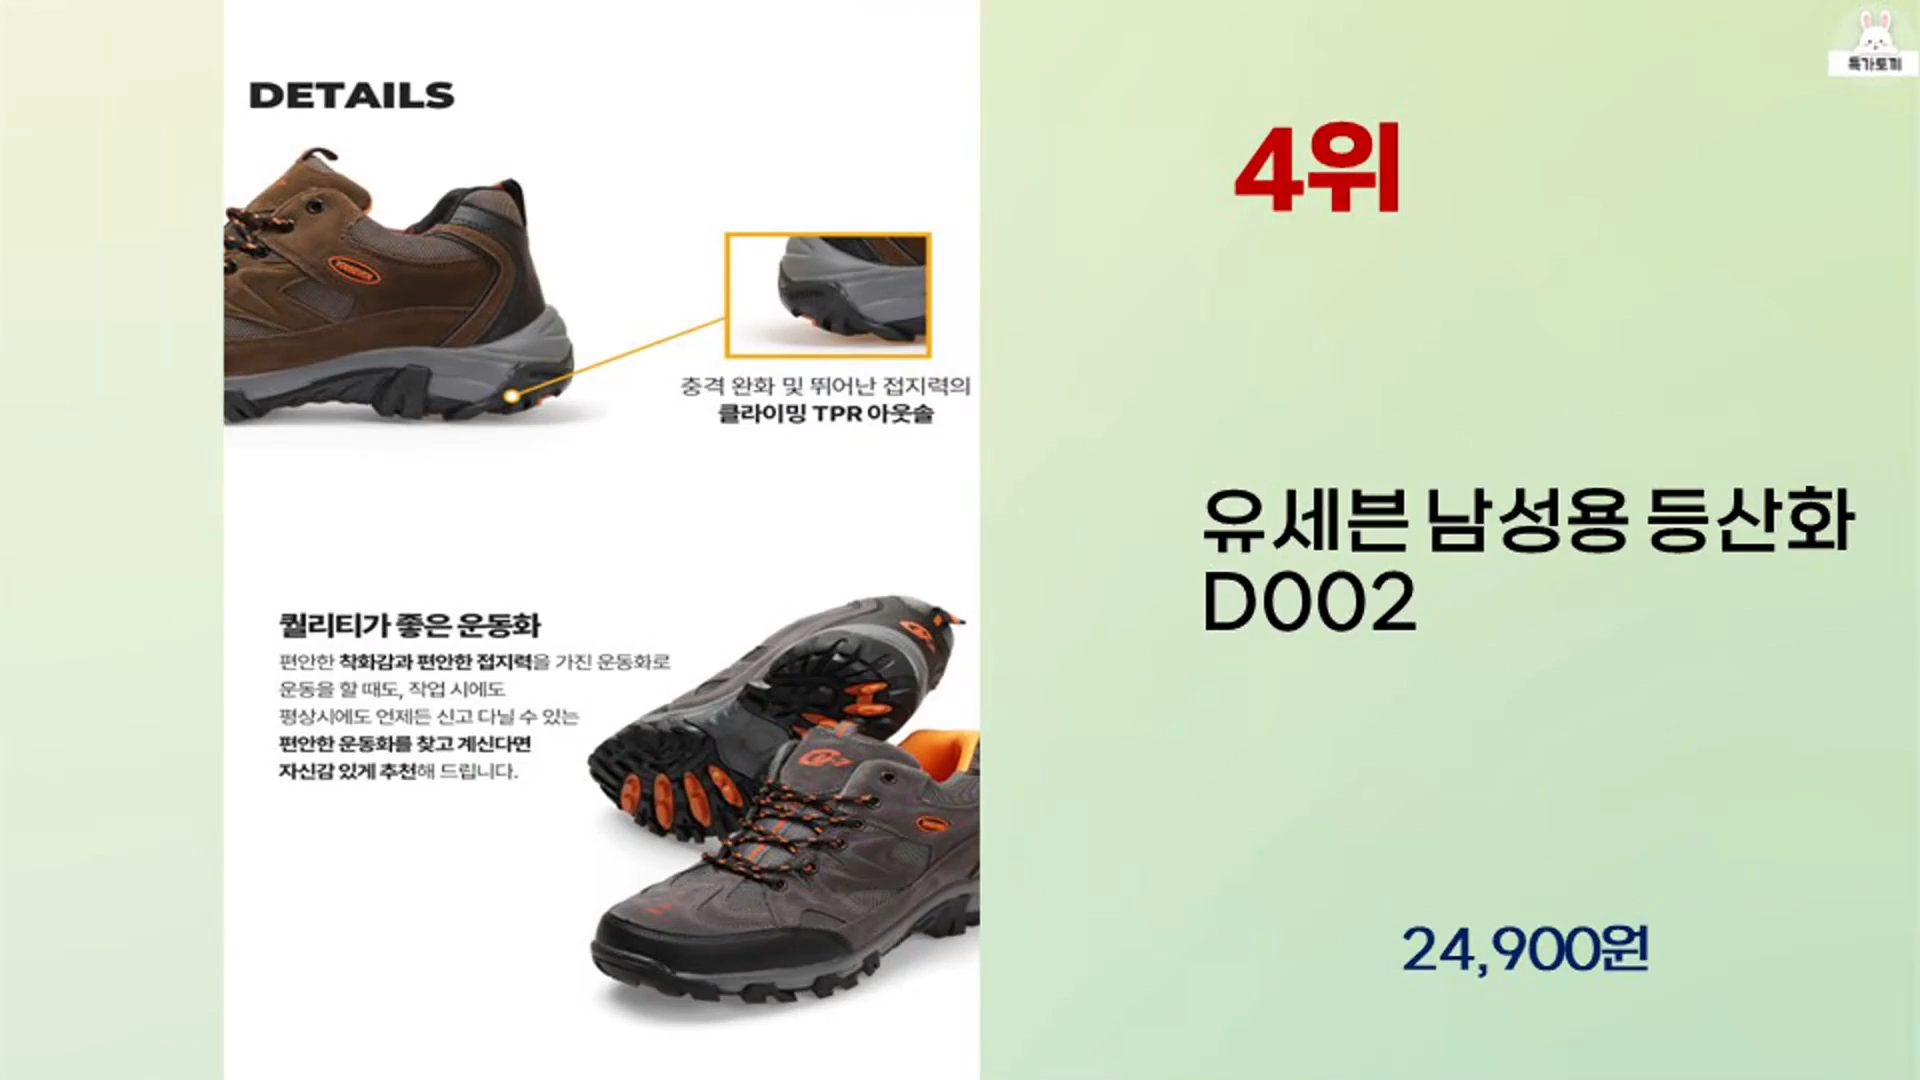 특가토끼
DETAILS
충격 완화 및 뛰어난 접지력의
클라이밍 TPR 아웃솔
4위
유세븐 남성용 등산화
D002
퀄리티가 좋은 운동화
편안한 착화감과 편안한 접지력을 가진 운동화로
운동을 할 때도, 작업 시에도
평상시에도 언제든 신고 다닐 수 있는
편안한 운동화를 찾고 계신다면
자신감 있게 추천해 드립니다.
24,900원